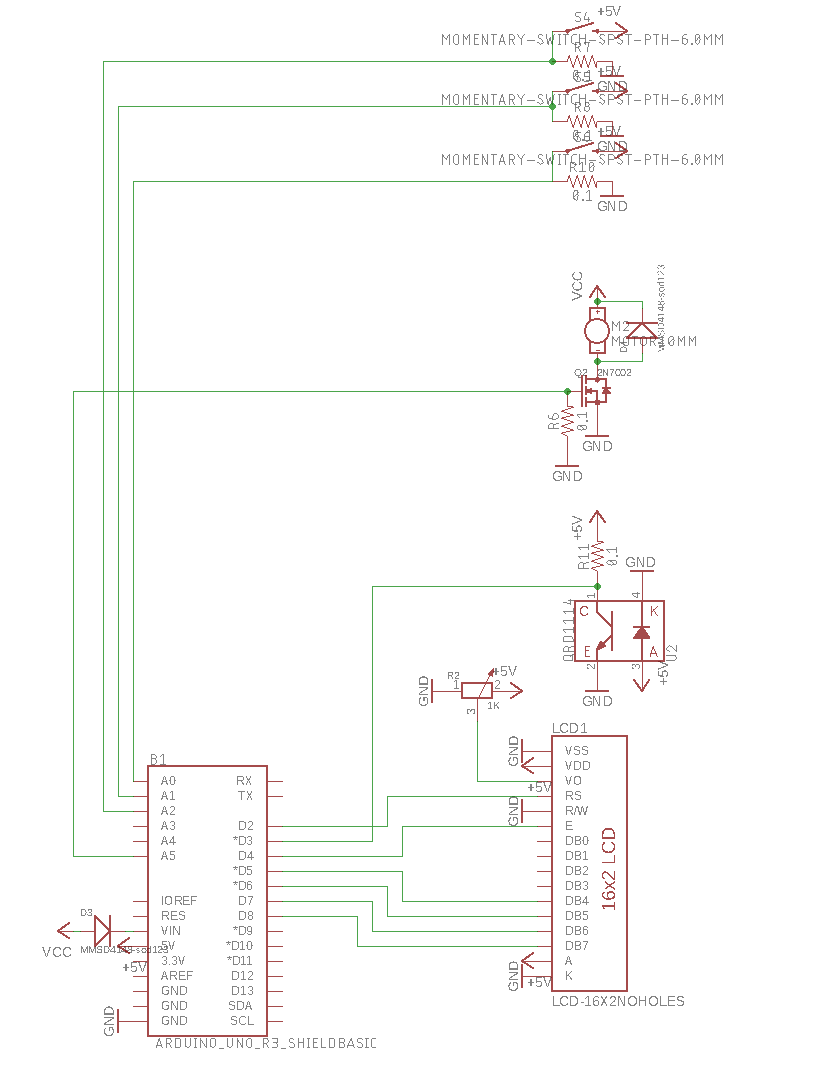 S4
+5V
MOMENTARY-SWITCH-SPST-PTH-6.0MM
R7
0.1
+5V
GND
MOMENTARY-SWITCH-SPST-PTH-6.0MM
R8
+5V
GND
MOMENTARY-SWITCH-SPST-PTH-6.0MM
R10
0.1
GND
VCC
MMSD4148-sod123
M2
Q2
2N7002
R6
0.1
GND
GND
+5V
R11
0.1
GND
1
4
C
K
QRD1114
E
A
U2
2
3
+5V
GND
R2
+5V
GND
1
2
1K
3
LCD1
GND
VSS
VDD
VO
+5V
RS
GND
R/W
E
DB0
DB1
DB2
DB3
DB4
DB5
DB6
DB7
A
K
GND
+5V
16x2 LCD
LCD-16X2NOHOLES
B1
A0
RX
A1
TX
A2
A3
D2
A4
*D3
A5
D4
*D5
*D6
IOREF
D7
RES
D8
VIN
*D9
5V
*D10
3.3V
*D11
AREF
D12
GND
D13
GND
SDA
GND
SCL
D3
VCC
MMSD4148-sod123
+5V
GND
ARDUINO_UNO_R3_SHIELDBASIC